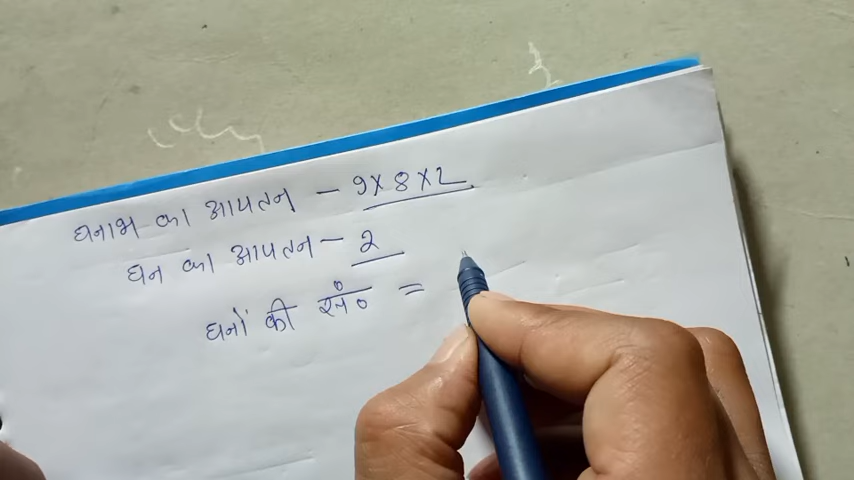 घनाभ का आयतन - 9×8×2
घन का आयतन - 2
घनों की सं० =